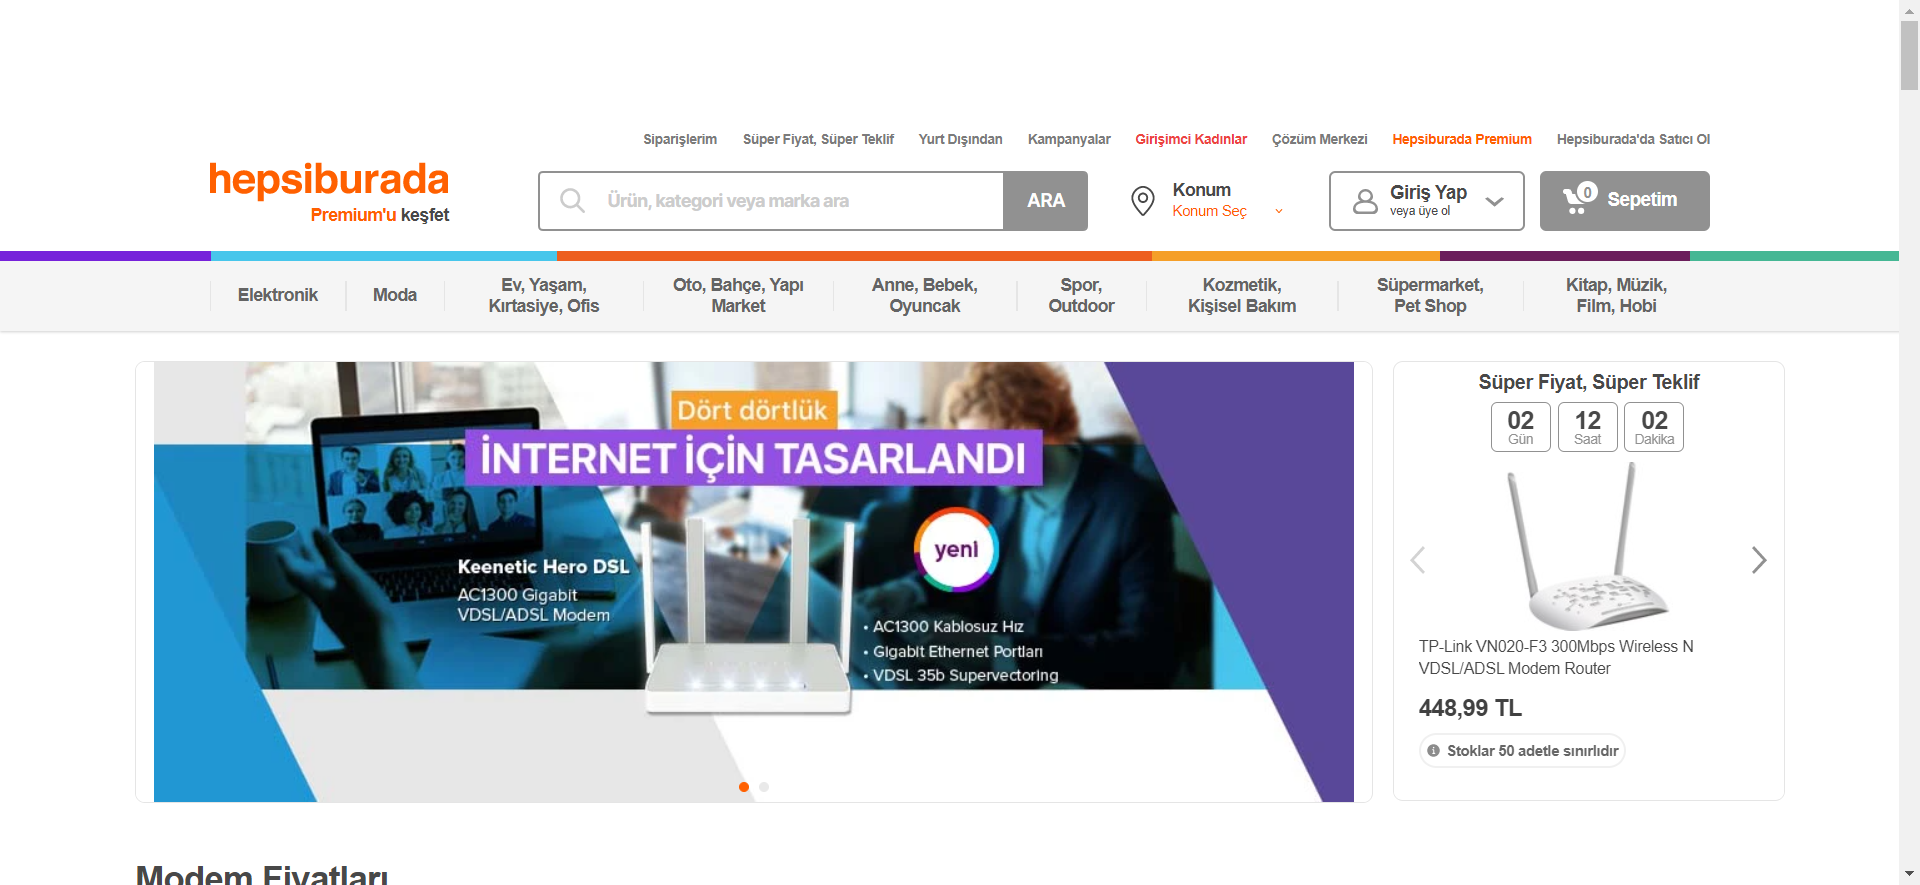 Siparişlerim Süper Fiyat, Süper Teklif Yurt Dışından Kampanyalar Girişimci Kadınlar Çözüm Merkezi Hepsiburada Premium Hepsiburada'da Satıcı Ol
hepsiburada
Premium'u keşfet
Ürün, kategori veya marka ara
ARA
Konum
Konum Seç
Giriş Yap
veya üye ol
0
Sepetim
Elektronik
Moda
Ev, Yaşam,
Kırtasiye, Ofis
Oto, Bahçe, Yapı
Market
Anne, Bebek,
Oyuncak
Spor,
Outdoor
Kozmetik,
Kişisel Bakım
Süpermarket,
Pet Shop
Kitap, Müzik,
Film, Hobi
Dört dörtlük
İNTERNET İÇİN TASARLANDI
yeni
Keenetic Hero DSL
AC1300 Gigabit
VDSL/ADSL Modem
• AC1300 Kablosuz Hız
• Gigabit Ethernet Portları
• VDSL 35b Supervectoring
Süper Fiyat, Süper Teklif
02 12 02
Gün Saat Dakika
TP-Link VN020-F3 300Mbps Wireless N
VDSL/ADSL Modem Router
448,99 TL
Stoklar 50 adetle sınırlıdır
Modem Fiyatları